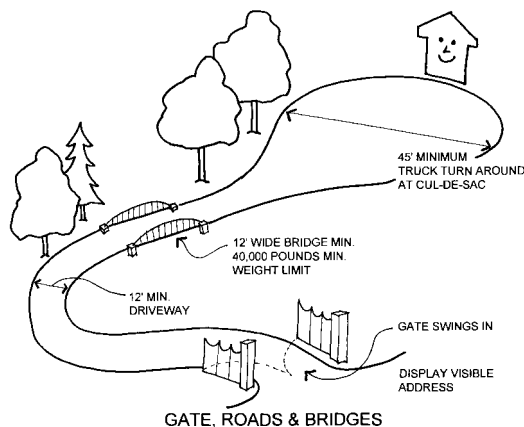 45' MINIMUM
TRUCK TURN AROUND
AT CUL-DE-SAC
12' WIDE BRIDGE MIN.
40,000 POUNDS MIN.
WEIGHT LIMIT
12' MIN.
DRIVEWAY
GATE SWINGS IN
DISPLAY VISIBLE
ADDRESS
GATE, ROADS & BRIDGES